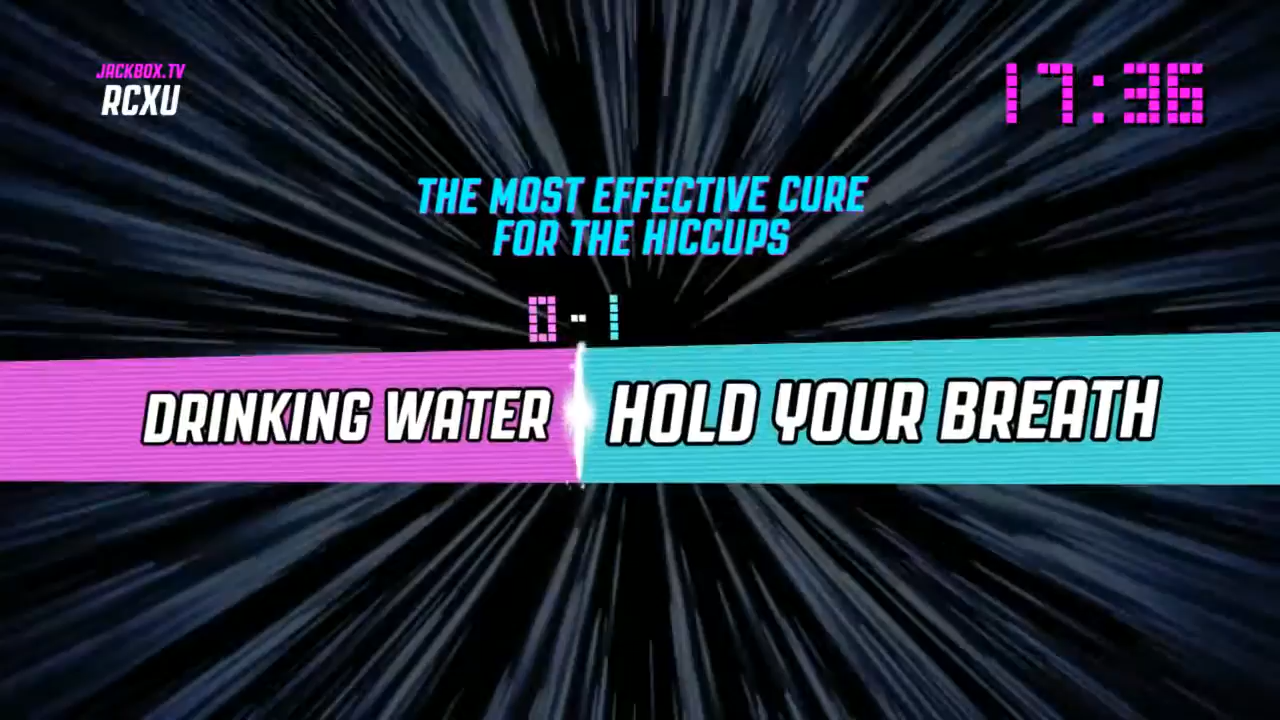 JACKBOX.TV
RCXU
17:36
THE MOST EFFECTIVE CURE
FOR THE HICCUPS
0-1
DRINKING WATER
HOLD YOUR BREATH